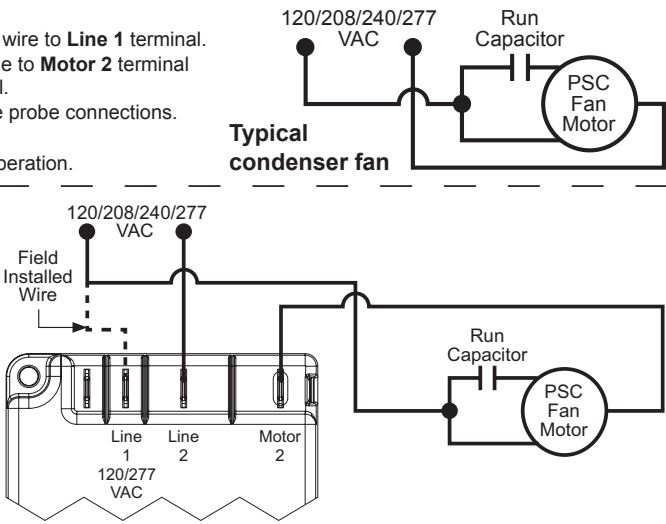 wire to Line 1 terminal.
e to Motor 2 terminal
l.
e probe connections.
peration.
120/208/240/277
VAC
Run
Capacitor
PSC
Fan
Motor
Typical
condenser fan
120/208/240/277
VAC
Field
Installed
Wire
Run
Capacitor
PSC
Fan
Motor
Line
1
120/277
VAC
Line
2
Motor
2